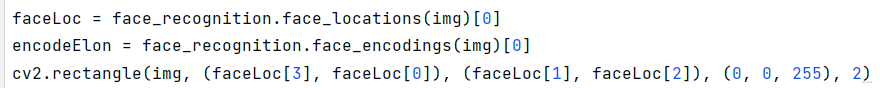 faceLoc = face_recognition.face_locations(img)[0]
encodeElon = face_recognition.face_encodings(img)[0]
cv2.rectangle(img, (faceLoc[3], faceLoc[0]), (faceLoc[1], faceLoc[2]), (0, 0, 255), 2)